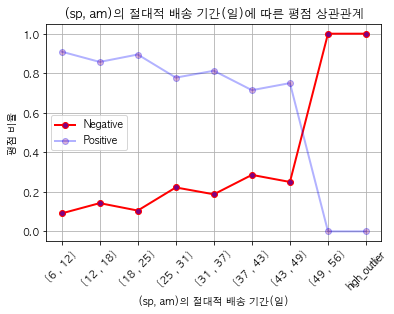 (sp, am)의 절대적 배송 기간(일)에 따른 평점 상관관계
평점 비율
1.0
0.8
0.6
0.4
0.2
0.0
Negative
Positive
(6 , 12)
(12 , 18)
(18 , 25)
(25 , 31)
(31 , 37)
(37 , 43)
(43 , 49)
(49 , 56)
high_outlier
(sp, am)의 절대적 배송 기간(일)